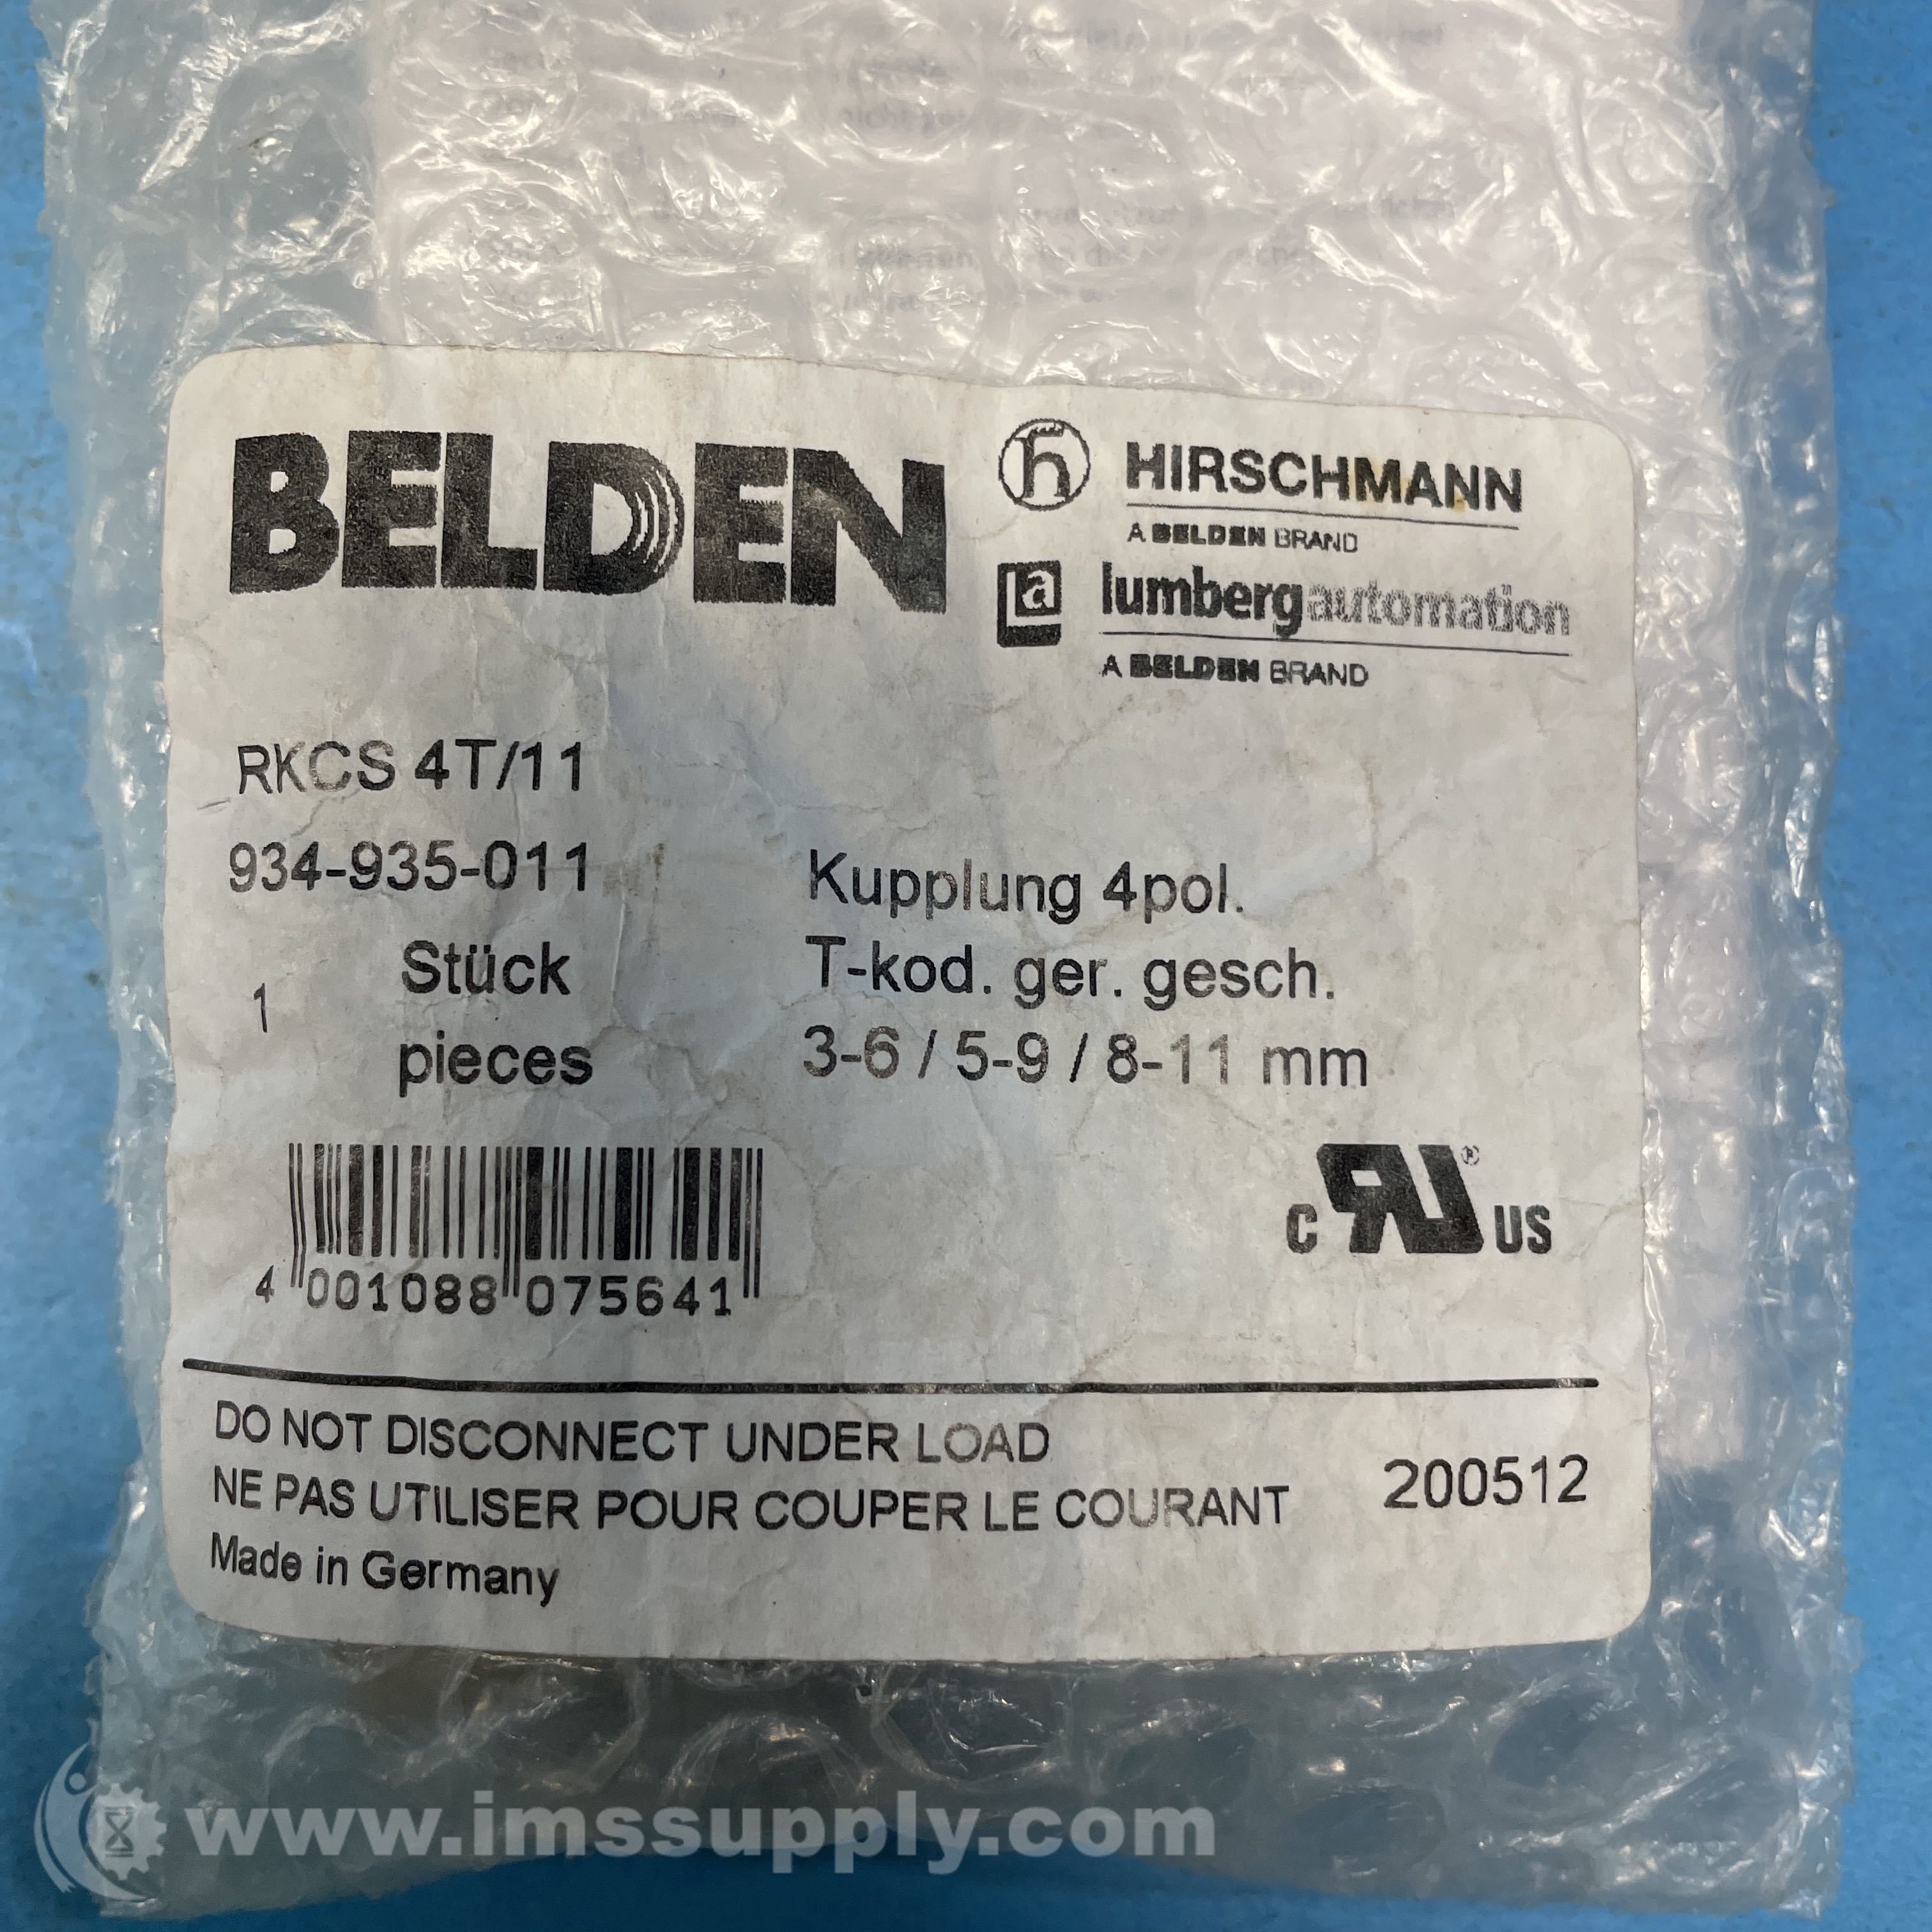 BELDEN
HIRSCHMANN
A BELDEN BRAND
lumbergautomation
A BELDEN BRAND
RKCS 4T/11
934-935-011
Kupplung 4pol.
1 Stück
T-kod. ger. gesch.
pieces
3-6 / 5-9 / 8-11 mm
4 001088 075641
c RU ® US
DO NOT DISCONNECT UNDER LOAD
NE PAS UTILISER POUR COUPER LE COURANT
200512
Made in Germany
www.imssupply.com